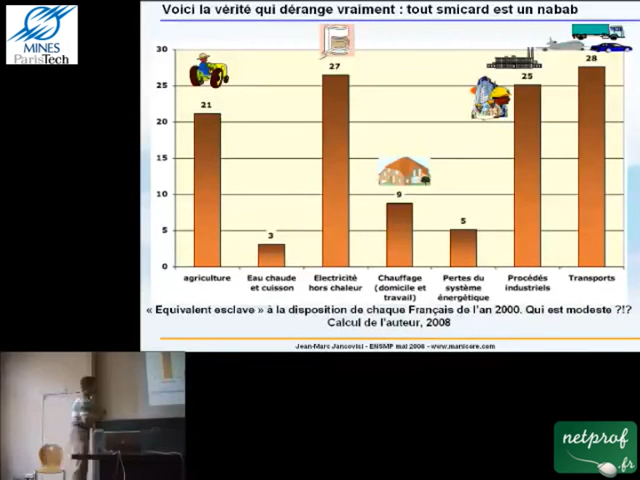 MINES
ParisTech
Voici la vérité qui dérange vraiment : tout smicard est un nabab
30
25
20
15
10
5
0
21
3
27
9
5
25
28
agriculture
Eau chaude
et cuisson
Electricité
hors chaleur
Chauffage
(domicile et
travail)
Pertes du
système
énergétique
Procédés
industriels
Transports
« Equivalent esclave » à la disposition de chaque Français de l'an 2000. Qui est modeste ?!?
Calcul de l'auteur, 2008
Jean-Marc Jancovici - ENSMP mai 2008 - www.manicore.com
netprof
.fr